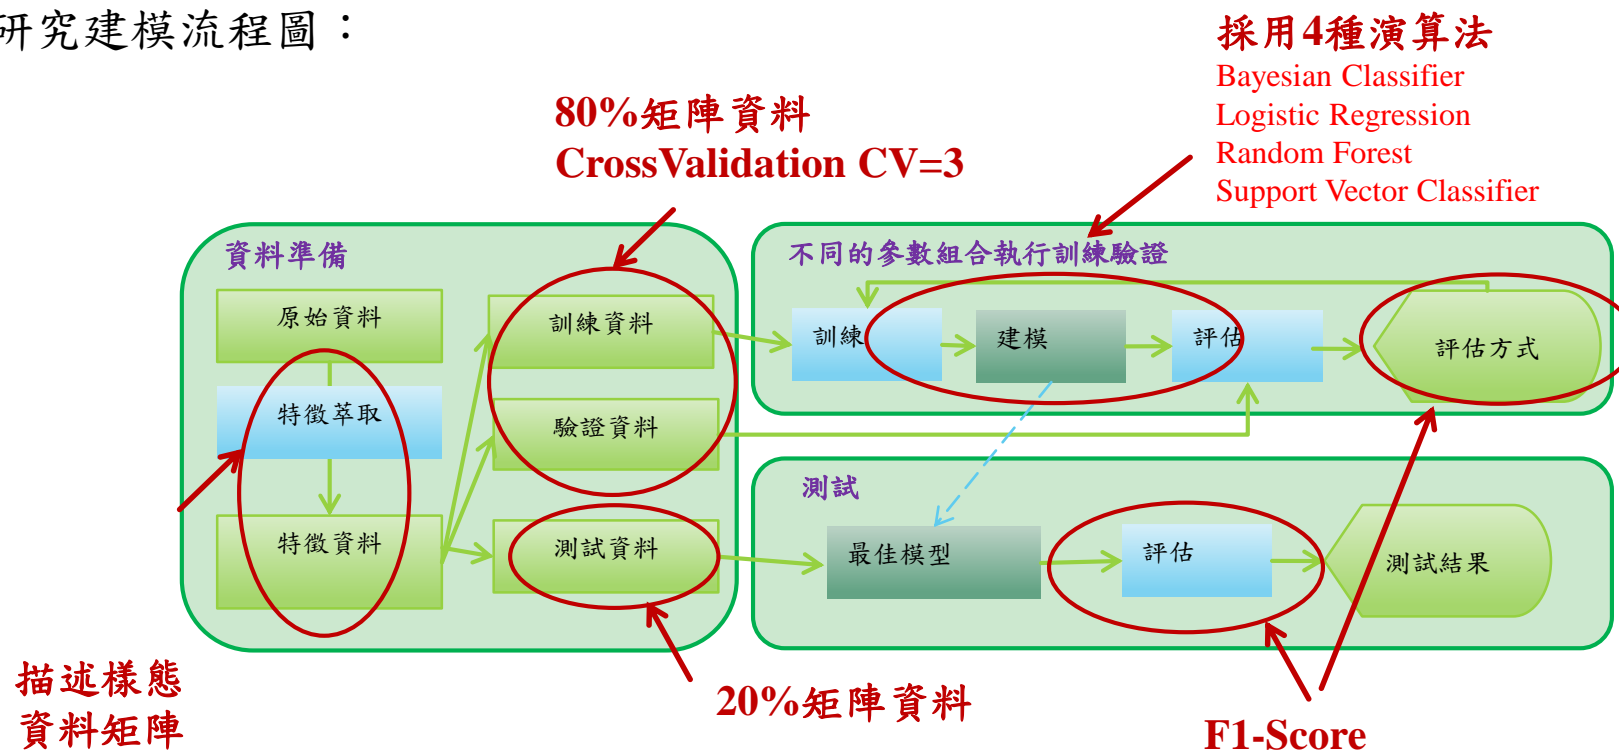 研究建模流程圖：
採用4種演算法
Bayesian Classifier
Logistic Regression
Random Forest
Support Vector Classifier
80%矩陣資料
CrossValidation CV=3
資料準備
原始資料
特徵萃取
特徵資料
訓練資料
驗證資料
測試資料
不同的參數組合執行訓練驗證
訓練
建模
評估
評估方式
測試
最佳模型
評估
測試結果
描述樣態
資料矩陣
20%矩陣資料
F1-Score